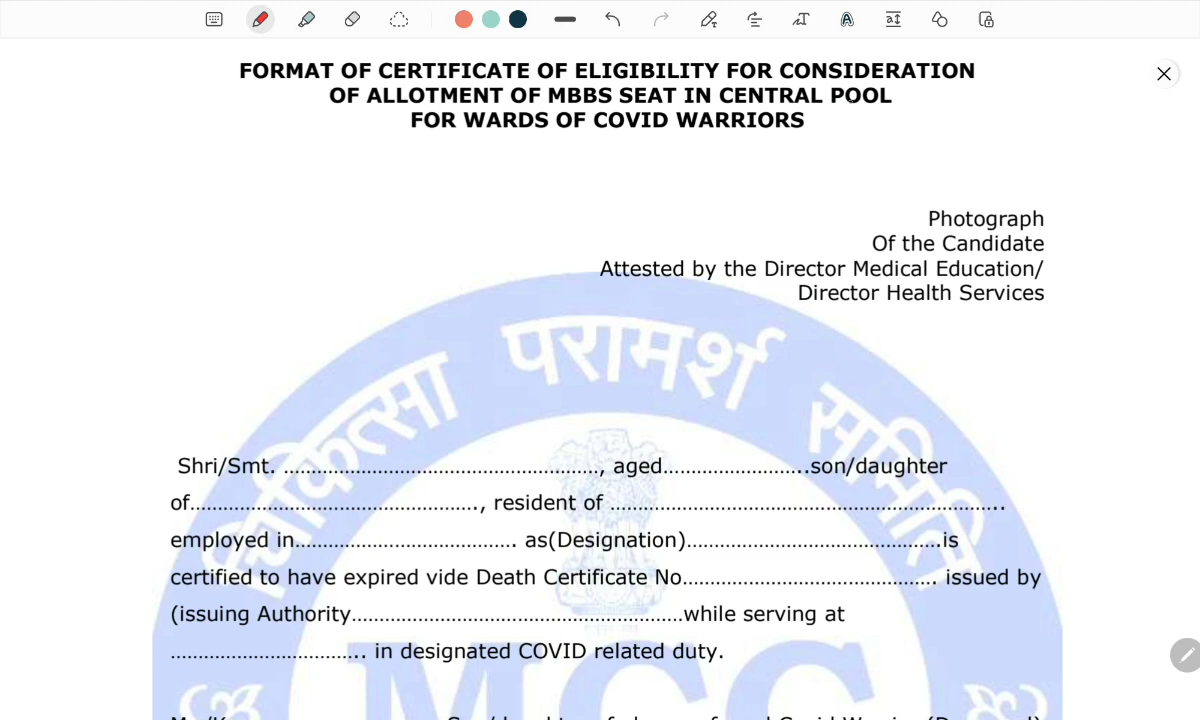 FORMAT OF CERTIFICATE OF ELIGIBILITY FOR CONSIDERATION
OF ALLOTMENT OF MBBS SEAT IN CENTRAL POOL
FOR WARDS OF COVID WARRIORS
Photograph
Of the Candidate
Attested by the Director Medical Education/
Director Health Services
चिकित्सा परामर्श समिति
Shri/Smt. ……………………………………………………, aged……………………..son/daughter
of………………………………………………., resident of ………………………………………………………………..
employed in……………………………………. as(Designation)…………………………………………is
certified to have expired vide Death Certificate No…………………………………………. issued by
(issuing Authority………………………………………………………while serving at
……………………………….. in designated COVID related duty.
MCC